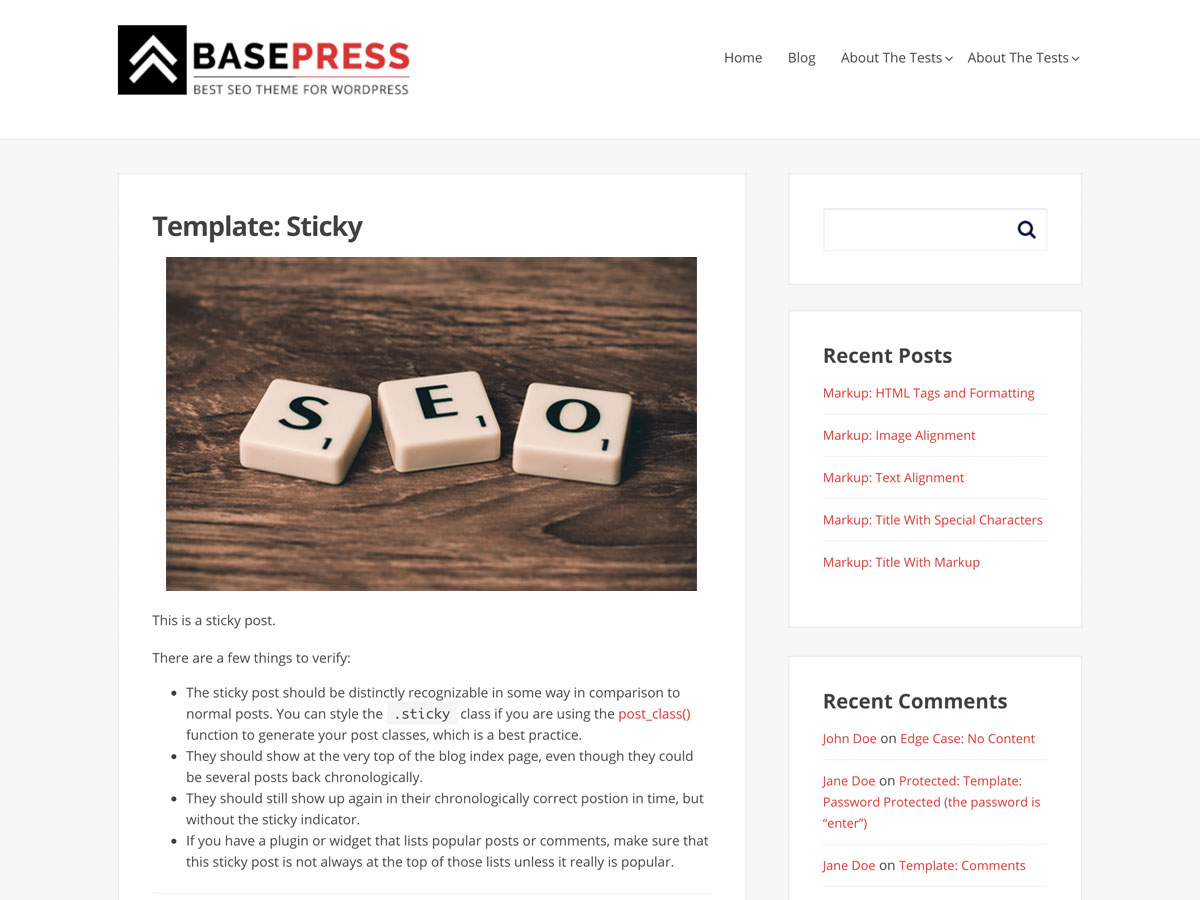 BASEPRESS
BEST SEO THEME FOR WORDPRESS
Home Blog About The Tests About The Tests
Template: Sticky
S 1 E 1 O 1
This is a sticky post.
There are a few things to verify:
The sticky post should be distinctly recognizable in some way in comparison to
normal posts. You can style the .sticky class if you are using the post_class()
function to generate your post classes, which is a best practice.
They should show at the very top of the blog index page, even though they could
be several posts back chronologically.
They should still show up again in their chronologically correct postion in time, but
without the sticky indicator.
If you have a plugin or widget that lists popular posts or comments, make sure that
this sticky post is not always at the top of those lists unless it really is popular.
Recent Posts
Markup: HTML Tags and Formatting
Markup: Image Alignment
Markup: Text Alignment
Markup: Title With Special Characters
Markup: Title With Markup
Recent Comments
John Doe on Edge Case: No Content
Jane Doe on Protected: Template:
Password Protected (the password is
“enter”)
Jane Doe on Template: Comments